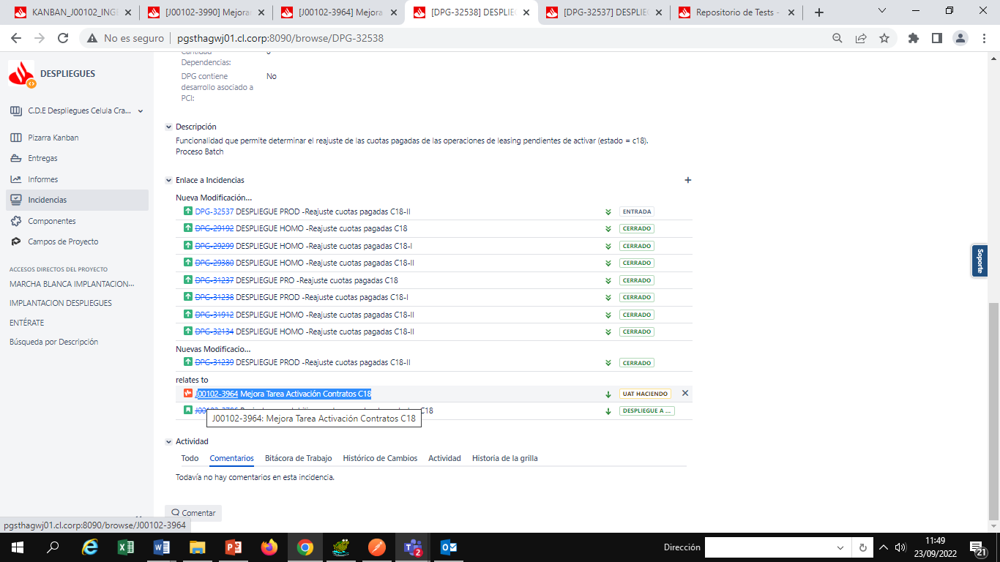 KANBAN_J00102_INGE
[J00102-3990] Mejora
[J00102-3964] Mejora
[DPG-32538] DESPLIEG
[DPG-32537] DESPLIEG
Repositorio de Tests -
No es seguro
pgsthagwj01.cl.corp:8090/browse/DPG-32538
DESPLIEGUES
C.D.E Despliegues Celula Cra...
Pizarra Kanban
Entregas
Informes
Incidencias
Componentes
Campos de Proyecto
ACCESOS DIRECTOS DEL PROYECTO
MARCHA BLANCA IMPLANTACION...
IMPLANTACION DESPLIEGUES
ENTÉRATE
Búsqueda por Descripción
Cantidad
Dependencias:
DPG contiene No
desarrollo asociado a
PCI:
Descripción
Funcionalidad que permite determinar el reajuste de las cuotas pagadas de las operaciones de leasing pendientes de activar (estado = c18).
Proceso Batch
Enlace a Incidencias
Nueva Modificación...
DPG-32537 DESPLIEGUE PROD -Reajuste cuotas pagadas C18-II ENTRADA
DPG-29192 DESPLIEGUE HOMO -Reajuste cuotas pagadas C18 CERRADO
DPG-29299 DESPLIEGUE HOMO -Reajuste cuotas pagadas C18-I CERRADO
DPG-29380 DESPLIEGUE HOMO -Reajuste cuotas pagadas C18-II CERRADO
DPG-31237 DESPLIEGUE PRO -Reajuste cuotas pagadas C18 CERRADO
DPG-31238 DESPLIEGUE PROD -Reajuste cuotas pagadas C18-I CERRADO
DPG-31912 DESPLIEGUE HOMO -Reajuste cuotas pagadas C18-II CERRADO
DPG-32134 DESPLIEGUE HOMO -Reajuste cuotas pagadas C18-II CERRADO
Nuevas Modificacio...
DPG-31239 DESPLIEGUE PROD -Reajuste cuotas pagadas C18-II CERRADO
relates to
J00102-3964 Mejora Tarea Activación Contratos C18 UAT HACIENDO
C18 DESPLIEGUE A ...
J00102-3964: Mejora Tarea Activación Contratos C18
Actividad
Todo Comentarios Bitácora de Trabajo Histórico de Cambios Actividad Historia de la grilla
Todavía no hay comentarios en esta incidencia.
Comentar
Soporte
pgsthagwj01.cl.corp:8090/browse/J00102-3964
Dirección
2
11:49
23/09/2022
21